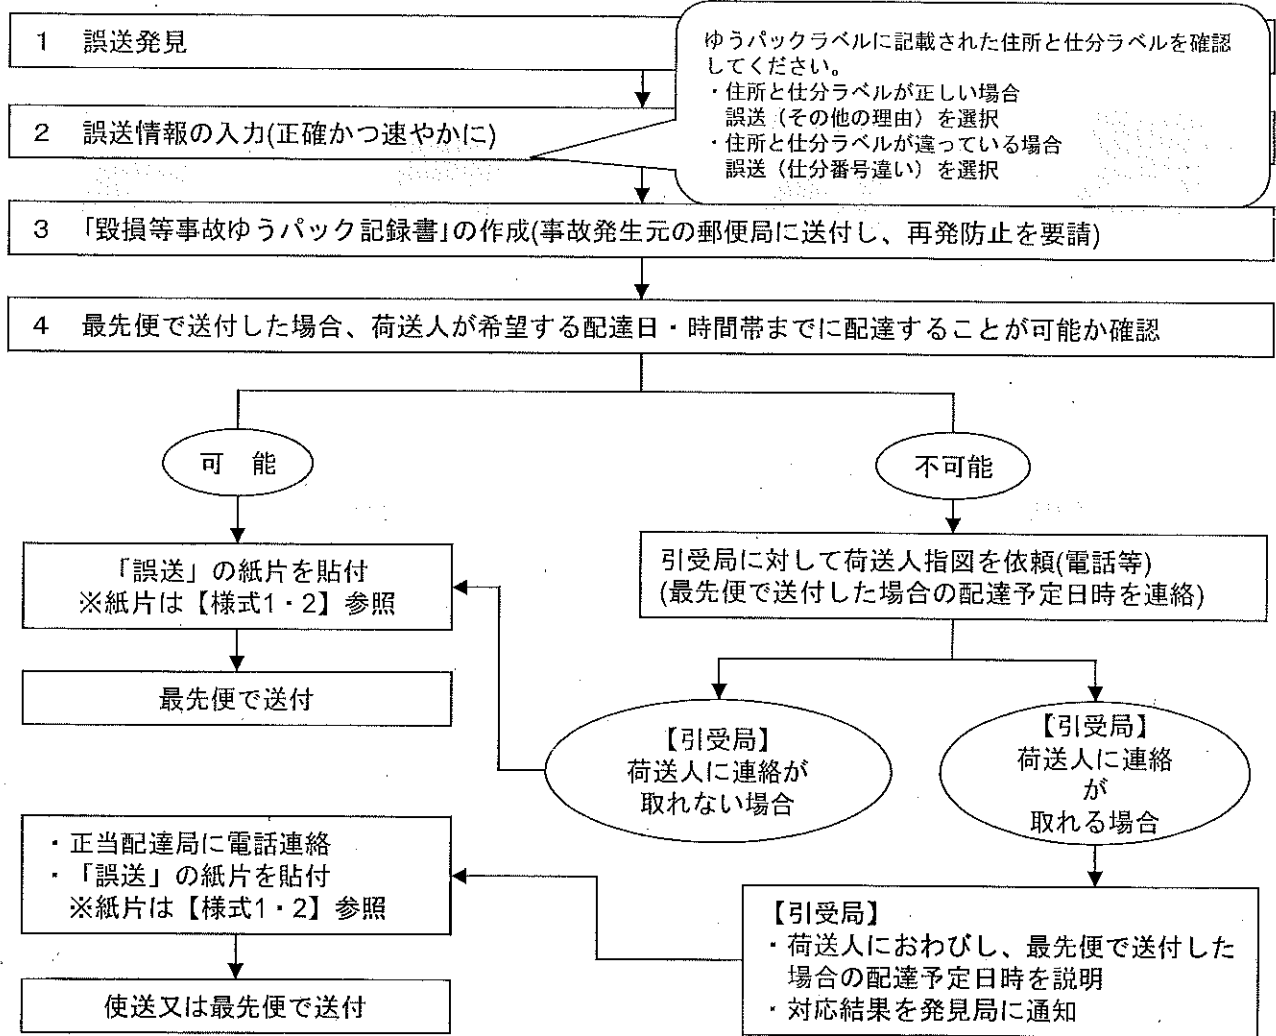 1 誤送発見
ゆうパックラベルに記載された住所と仕分ラベルを確認
してください。
・住所と仕分ラベルが正しい場合
誤送（その他の理由）を選択
・住所と仕分ラベルが違っている場合
誤送（仕分番号違い）を選択
2 誤送情報の入力(正確かつ速やかに)
3 「毀損等事故ゆうパック記録書」の作成(事故発生元の郵便局に送付し、再発防止を要請)
4 最先便で送付した場合、荷送人が希望する配達日・時間帯までに配達することが可能か確認
可 能
不可能
「誤送」の紙片を貼付
※紙片は【様式1・2】参照
最先便で送付
引受局に対して荷送人指図を依頼(電話等)
(最先便で送付した場合の配達予定日時を連絡)
【引受局】
荷送人に連絡が
取れない場合
【引受局】
荷送人に連絡
が
取れる場合
・正当配達局に電話連絡
・「誤送」の紙片を貼付
※紙片は【様式1・2】参照
使送又は最先便で送付
【引受局】
・荷送人におわびし、最先便で送付した
場合の配達予定日時を説明
・対応結果を発見局に通知